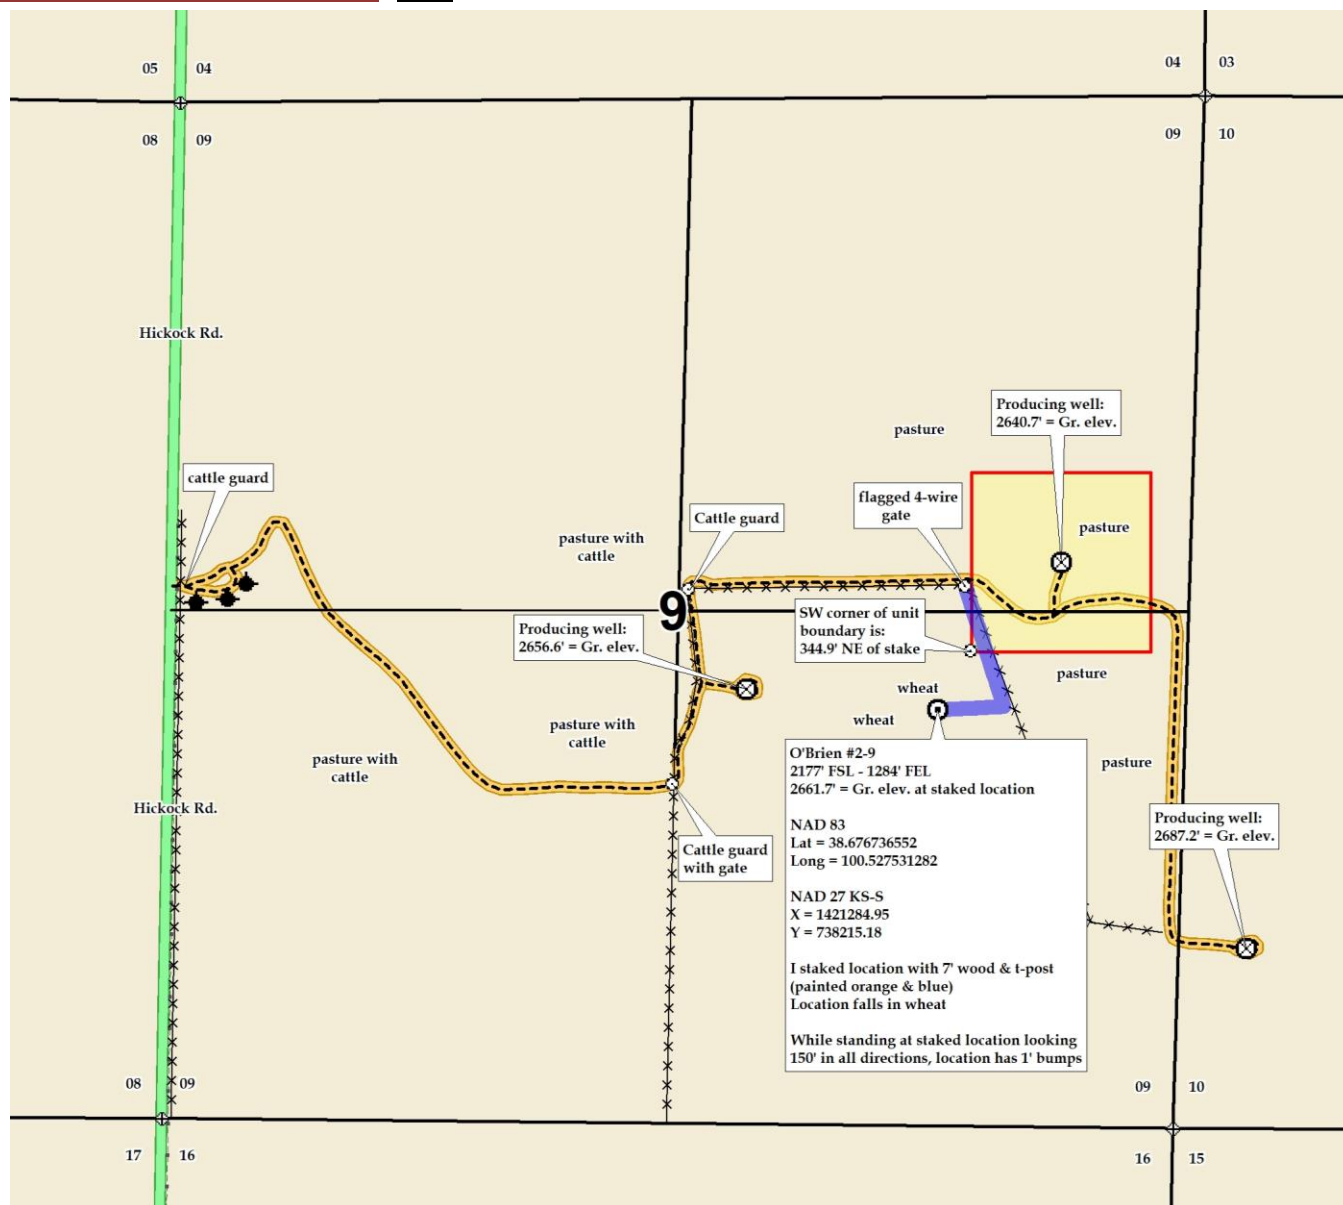 05 04
04 03
08 09
09 10
Hickock Rd.
Producing well:
2640.7' = Gr. elev.
pasture
cattle guard
flagged 4-wire
gate
Cattle guard
pasture
pasture with
cattle
9
SW corner of unit
boundary is:
344.9' NE of stake
Producing well:
2656.6' = Gr. elev.
pasture
wheat
wheat
pasture with
cattle
pasture with
cattle
pasture
Hickock Rd.
Producing well:
2687.2' = Gr. elev.
Cattle guard
with gate
O'Brien #2-9
2177' FSL - 1284' FEL
2661.7' = Gr. elev. at staked location
NAD 83
Lat = 38.676736552
Long = 100.527531282
NAD 27 KS-S
X = 1421284.95
Y = 738215.18
I staked location with 7' wood & t-post
(painted orange & blue)
Location falls in wheat
While standing at staked location looking
150' in all directions, location has 1' bumps
08 09
09 10
17 16
16 15